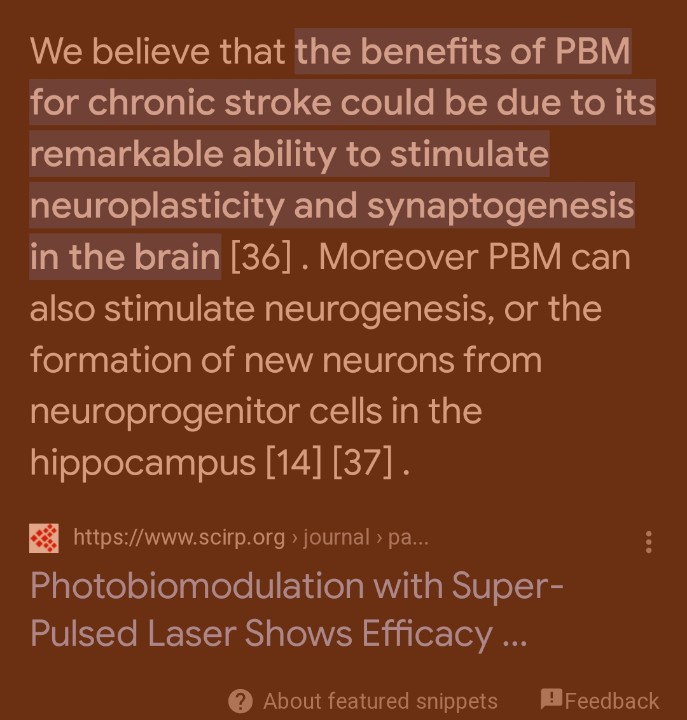 We believe that the benefits of PBM
for chronic stroke could be due to its
remarkable ability to stimulate
neuroplasticity and synaptogenesis
in the brain [36] . Moreover PBM can
also stimulate neurogenesis, or the
formation of new neurons from
neuroprogenitor cells in the
hippocampus [14] [37] .
https://www.scirp.org › journal › pa...
Photobiomodulation with Super-
Pulsed Laser Shows Efficacy ...
About featured snippets Feedback